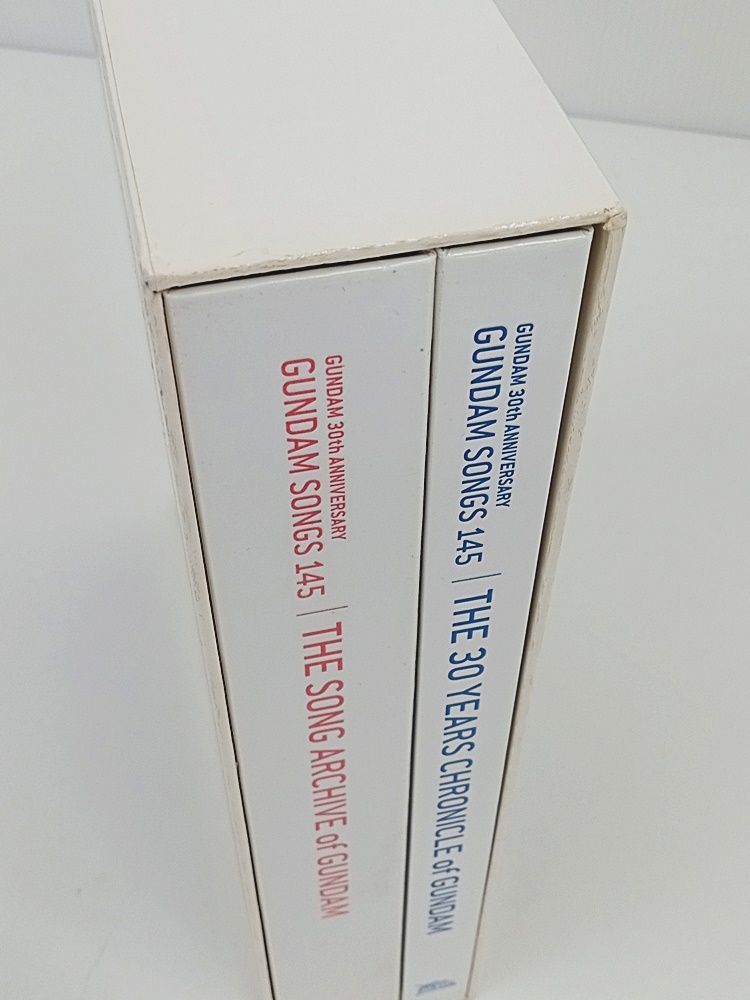 GUNDAM 30th ANNIVERSARY
GUNDAM SONGS 145 | THE SONG ARCHIVE of GUNDAM
GUNDAM 30th ANNIVERSARY
GUNDAM SONGS 145 | THE 30 YEARS CHRONICLE of GUNDAM